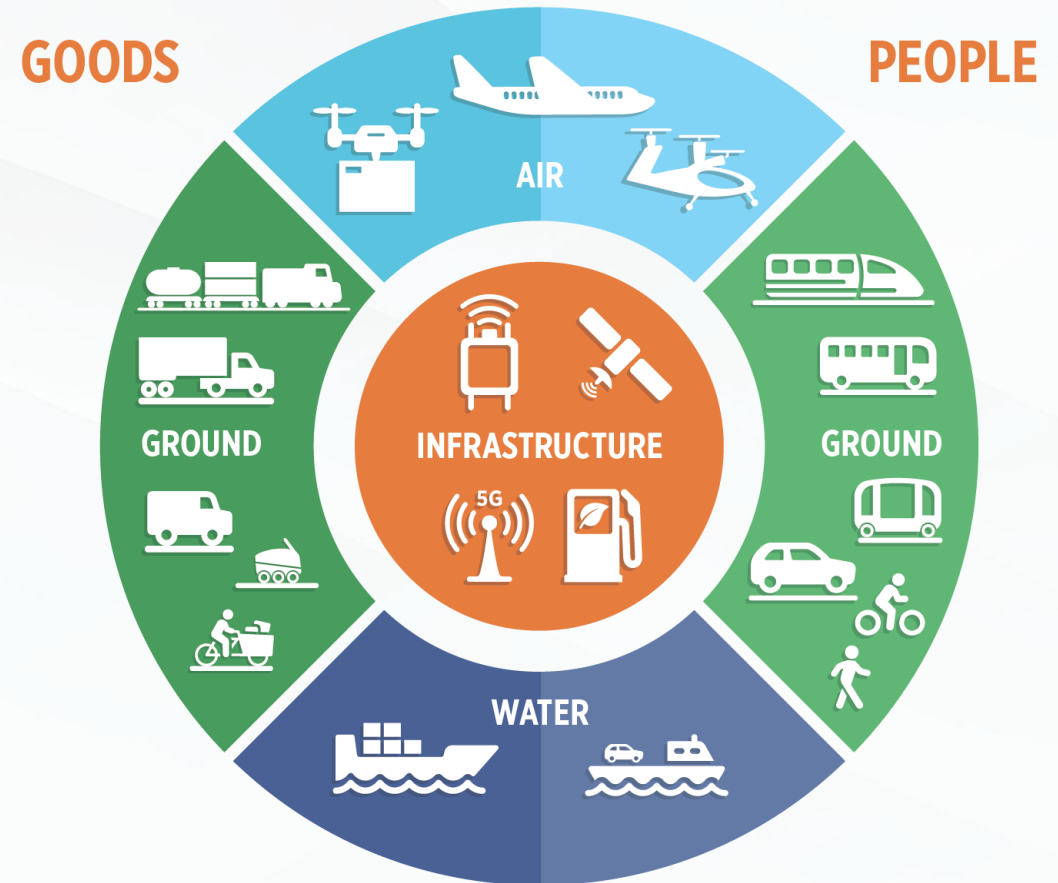 GOODS
PEOPLE
AIR
GROUND
INFRASTRUCTURE
GROUND
5G
WATER